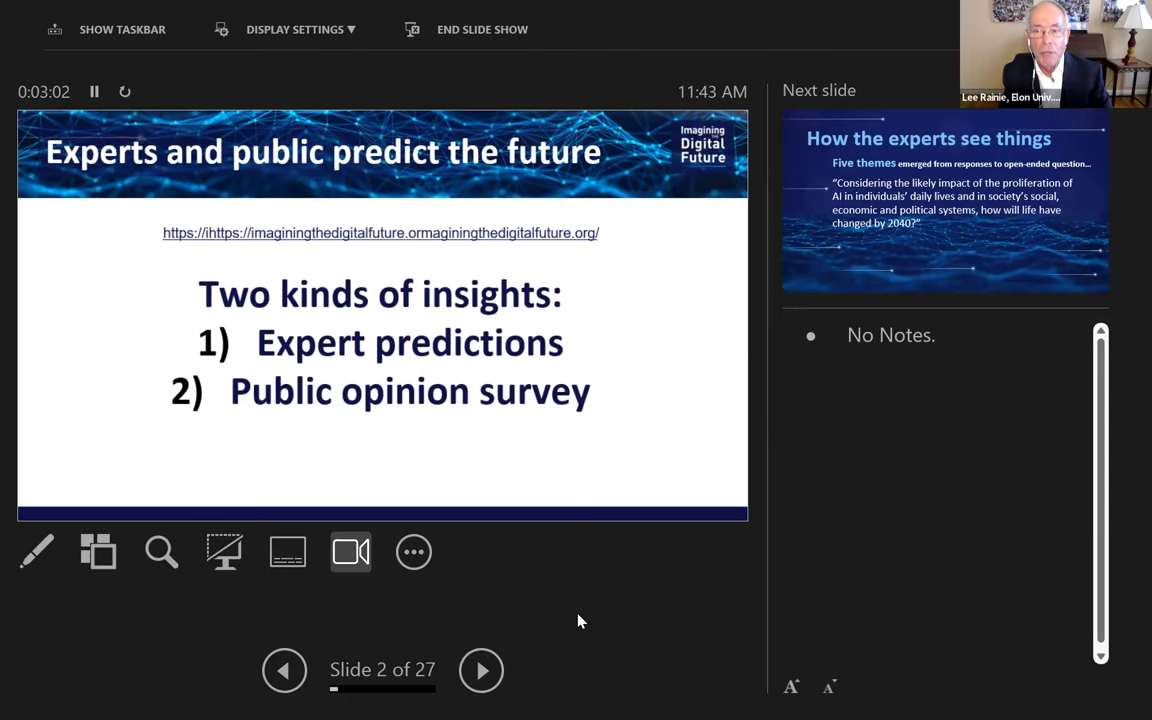 SHOW TASKBAR
DISPLAY SETTINGS ▼
END SLIDE SHOW
Lee Rainie, Elon Univ....
0:03:02
11:43 AM
Next slide
Experts and public predict the future
Imagining
THE
Digital
Future
https://ihttps://imaginingthedigitalfuture.ormaginingthedigitalfuture.org/
Two kinds of insights:
1) Expert predictions
2) Public opinion survey
How the experts see things
Five themes emerged from responses to open-ended question…
“Considering the likely impact of the proliferation of
AI in individuals’ daily lives and in society’s social,
economic and political systems, how will life have
changed by 2040?”
No Notes.
Slide 2 of 27
A A